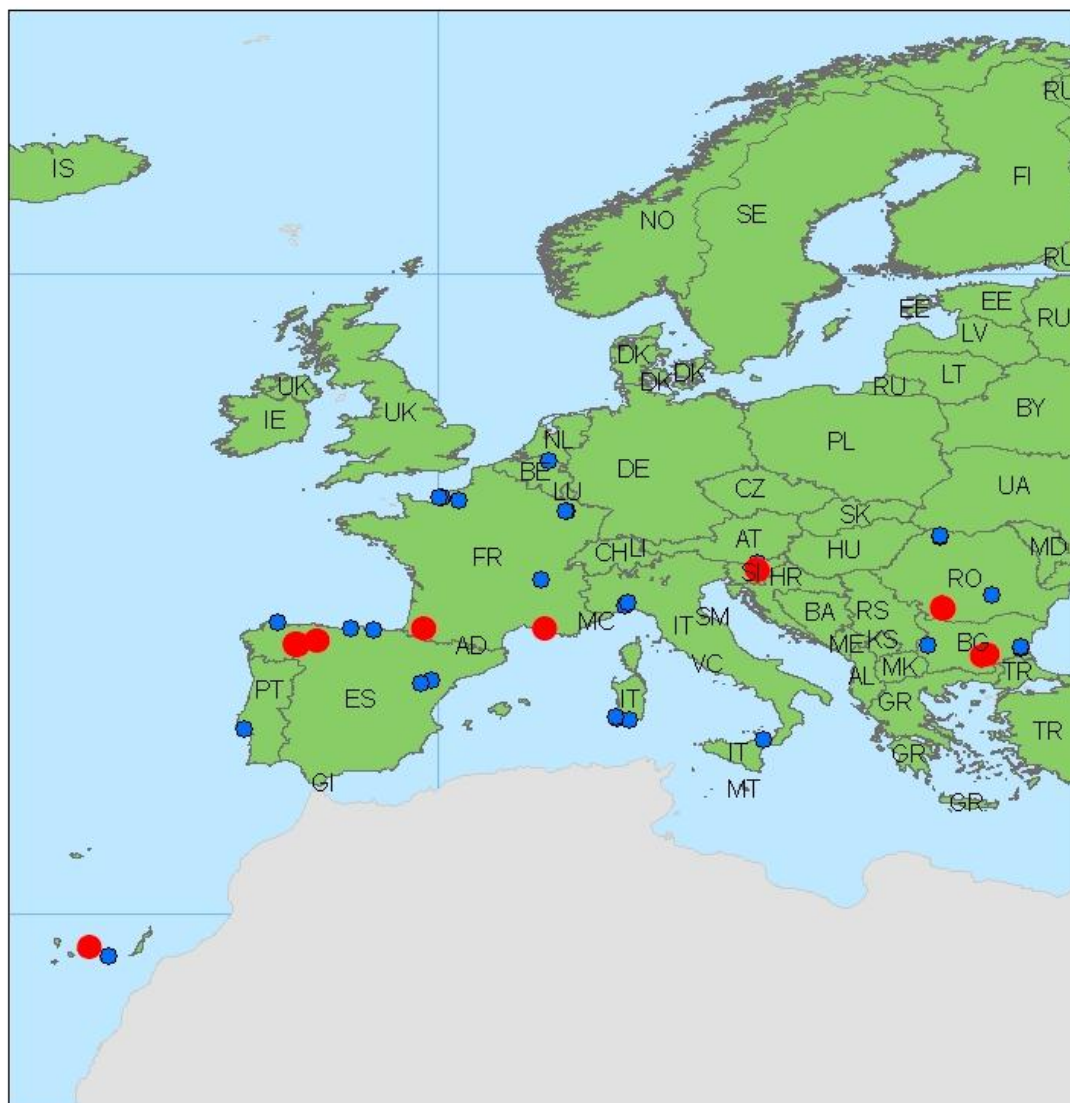 RU
IS
FI
NO
SE
RU
EE
EE
RU
LV
DK
DK
DK
LT
RU
UK
BY
UK
IE
NL
PL
BE
DE
CZ
UA
LU
SK
AT
MD
FR
CH
LI
HU
SI
HR
RO
BA
RS
MC
SM
IT
AD
ME
KS
BG
VC
MK
TR
AL
PT
ES
IT
GR
TR
IT
GR
GI
MT
GR